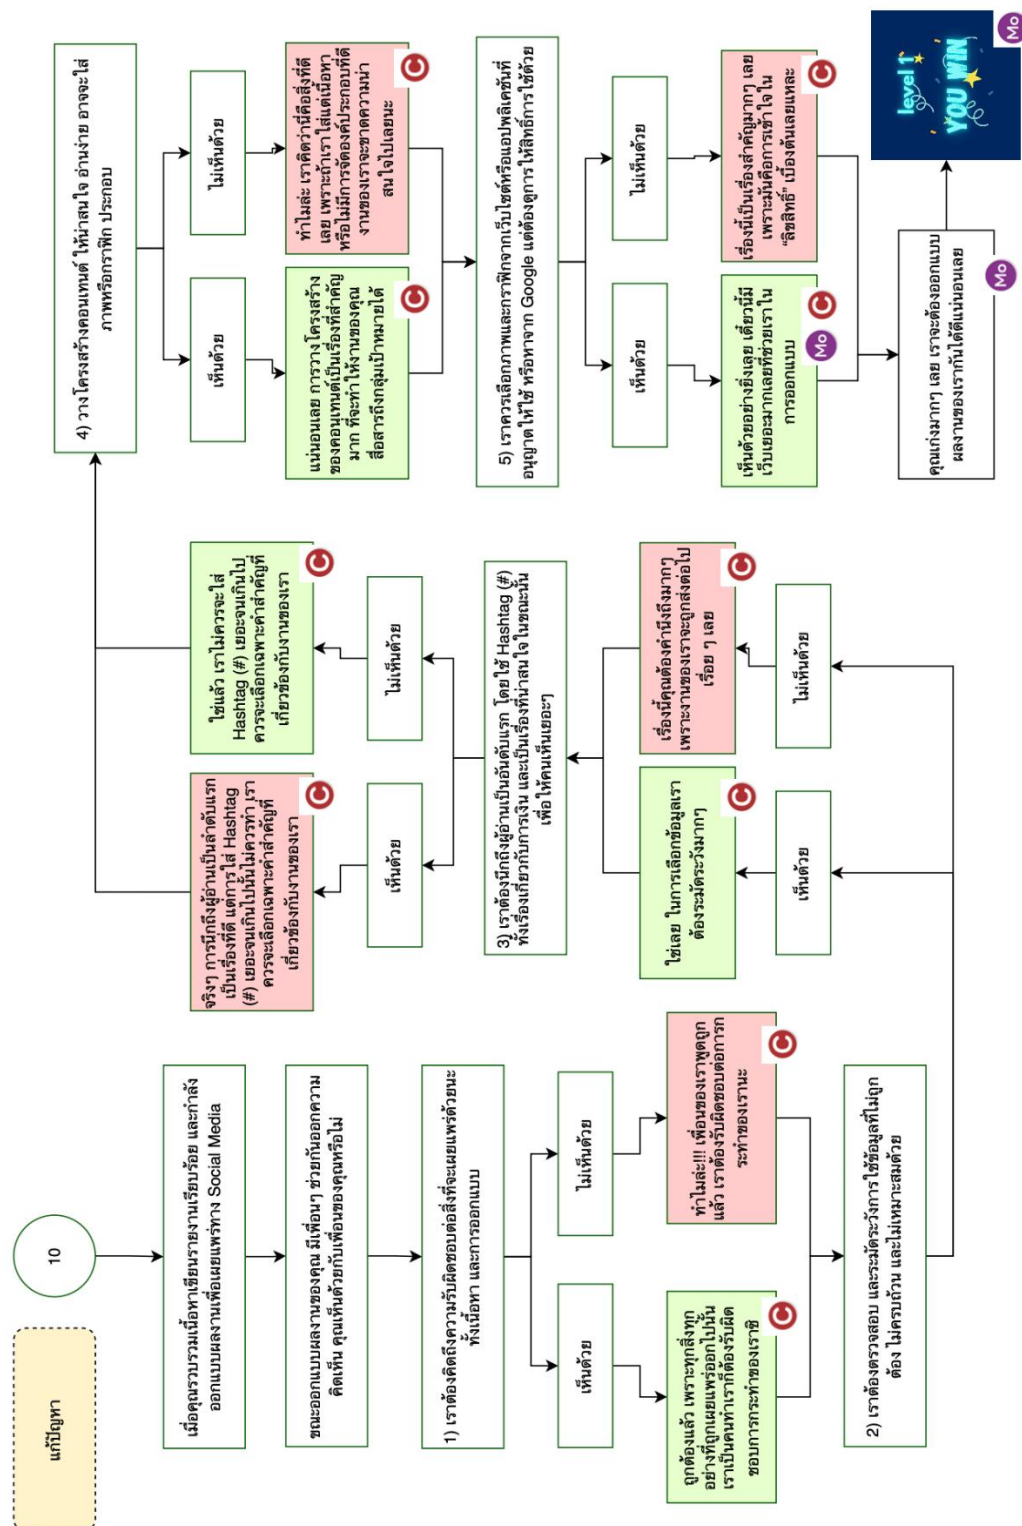 แก้ปัญหา
10
เมื่อคุณรวบรวมเนื้อหาเขียนรายงานเรียบร้อย และกำลัง
ออกแบบผลงานเพื่อเผยแพร่ทาง Social Media
ขณะออกแบบผลงานของคุณ มีเพื่อนๆ ช่วยกันออกความ
คิดเห็น คุณเห็นด้วยกับเพื่อนของคุณหรือไม่
1) เราต้องคิดถึงความรับผิดชอบต่อสิ่งที่จะเผยแพร่ด้วยนะ
ทั้งเนื้อหา และการออกแบบ
เห็นด้วย
ไม่เห็นด้วย
ถูกต้องแล้ว เพราะทุกสิ่งทุก
อย่างที่ถูกเผยแพร่ออกไปนั้น
เราเป็นคนทำเราก็ต้องรับผิด
ชอบการกระทำของเราซิ
C
ทำไมล่ะ!!! เพื่อนของเราพูดถูก
แล้ว เราต้องรับผิดชอบต่อการก
ระทำของเรานะ
C
2) เราต้องตรวจสอบ และระมัดระวังการใช้ข้อมูลที่ไม่ถูก
ต้อง ไม่ครบถ้วน และไม่เหมาะสมด้วย
เห็นด้วย
ไม่เห็นด้วย
ใช่เลย ในการเลือกข้อมูลเรา
ต้องระมัดระวังมากๆ
C
เรื่องนี้คุณต้องคำนึงถึงมากๆ
เพราะงานของเราจะถูกส่งต่อไป
เรื่อย ๆ เลย
C
3) เราต้องนึกถึงผู้อ่านเป็นอันดับแรก โดยใช้ Hashtag (#)
ทั้งเรื่องเกี่ยวกับการเงิน และเป็นเรื่องที่น่าสนใจ ในขณะนั้น
เพื่อ ให้คนเห็นเยอะๆ
เห็นด้วย
ไม่เห็นด้วย
จริงๆ การนึกถึงผู้อ่านเป็นลำดับแรก
เป็นเรื่องที่ดี แต่การใส่ Hashtag
(#) เยอะจนเกินไปนั้นไม่ควรทำ เรา
ควรจะเลือกเฉพาะคำสำคัญที่
เกี่ยวข้องกับงานของเรา
C
ใช่แล้ว เราไม่ควรจะใส่
Hashtag (#) เยอะจนเกินไป
ควรจะเลือกเฉพาะคำสำคัญที่
เกี่ยวข้องกับงานของเรา
C
4) วางโครงสร้างคอนเทนต์ ให้น่าสนใจ อ่านง่าย อาจจะใส่
ภาพหรือกราฟิก ประกอบ
เห็นด้วย
ไม่เห็นด้วย
แน่นอนเลย การวางโครงสร้าง
ของคอนเทนต์เป็นเรื่องที่สำคัญ
มาก ที่จะทำ ให้งานของคุณ
สื่อสารถึงกลุ่มเป้าหมายได้
C
ทำไมล่ะ เราคิดว่านี่คือสิ่งที่ดี
เลย เพราะถ้าเรา ใส่แต่เนื้อหา
หรือไม่มีการจัดองค์ประกอบที่ดี
งานของเราจะขาดความน่า
สนใจไปเลยนะ
C
5) เราควรเลือกภาพและกราฟิกจากเว็บไซต์หรือแอปพลิเคชันที่
อนุญาตให้ใช้ หรือหาจาก Google แต่ต้องดูการให้สิทธิ์การใช้ด้วย
เห็นด้วย
ไม่เห็นด้วย
เห็นด้วยอย่างยิ่งเลย เดี๋ยวนี้มี
เว็บเยอะมากเลยที่ช่วยเราใน
การออกแบบ
Mo
C
เรื่องนี้เป็นเรื่องสำคัญมากๆ เลย
เพราะมันคือการเข้าใจใน
“ลิขสิทธิ์” เบื้องต้นเลยแหละ
C
คุณเก่งมากๆ เลย เราจะต้องออกแบบ
ผลงานของเรากันได้ดีแน่นอนเลย
Mo
level 1
YOU WIN
Mo